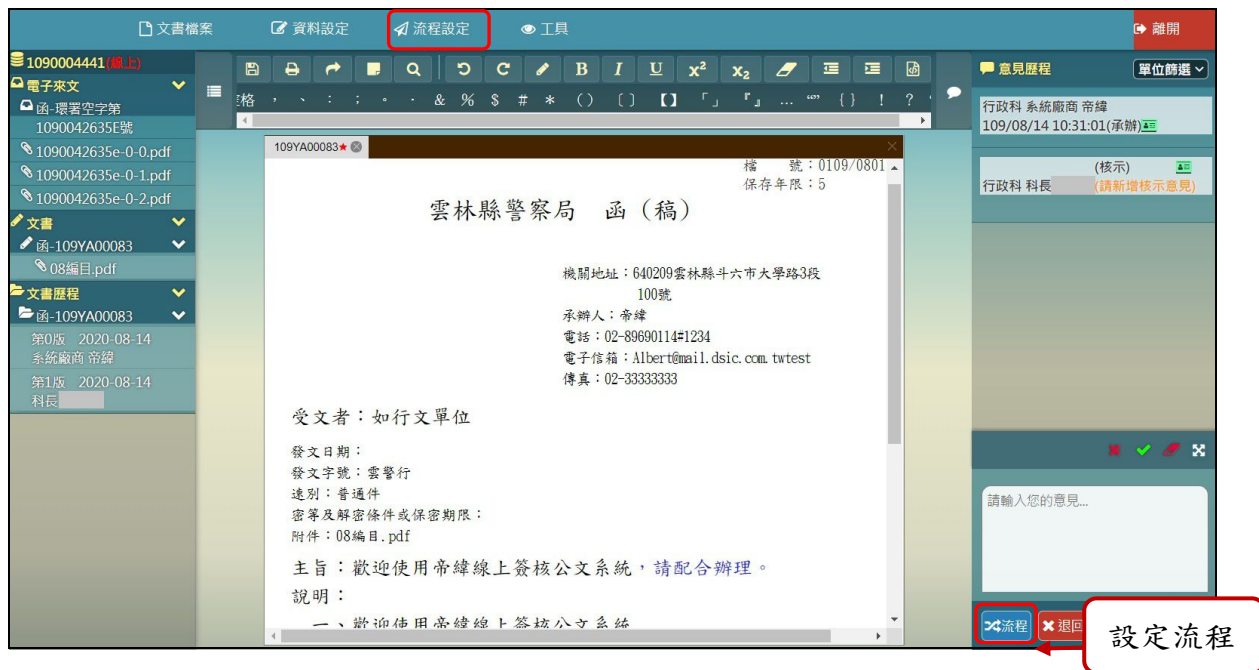 文書檔案
資料設定
流程設定
工具
離開
1090004441(線上)
電子來文
函-環署空字第
1090042635E號
1090042635e-0-0.pdf
1090042635e-0-1.pdf
1090042635e-0-2.pdf
文書
函-109YA00083
08編目.pdf
文書歷程
函-109YA00083
第0版 2020-08-14
系統廠商 帝緯
第1版 2020-08-14
科長
B I U x² x₂
格 , 、 : ; 。 · & % $ # * () 〔〕 【】 「」 『』 … “” {} ! ?
109YA00083★
檔 號:0109/0801
保存年限:5
雲林縣警察局 函(稿)
機關地址:640209雲林縣斗六市大學路3段
100號
承辦人:帝緯
電話:02-89690114#1234
電子信箱:Albert@mail.dsic.com.twtest
傳真:02-33333333
受文者:如行文單位
發文日期:
發文字號:雲警行
速別:普通件
密等及解密條件或保密期限:
附件:08編目.pdf
主旨:歡迎使用帝緯線上簽核公文系統,請配合辦理。
說明:
一、歡迎使用帝緯線上簽核公文系統
意見歷程
單位篩選
行政科 系統廠商 帝緯
109/08/14 10:31:01(承辦)
(核示)
行政科 科長 (請新增核示意見)
請輸入您的意見...
流程
退回
設定流程